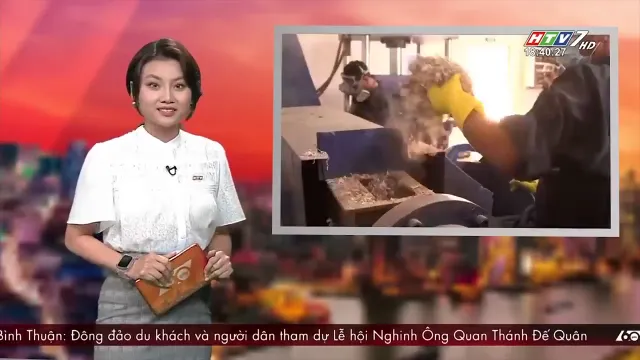 HTV7 HD
18:40:27
HTV
Bình Thuận: Đông đảo du khách và người dân tham dự Lễ hội Nghinh Ông Quan Thánh Đế Quân